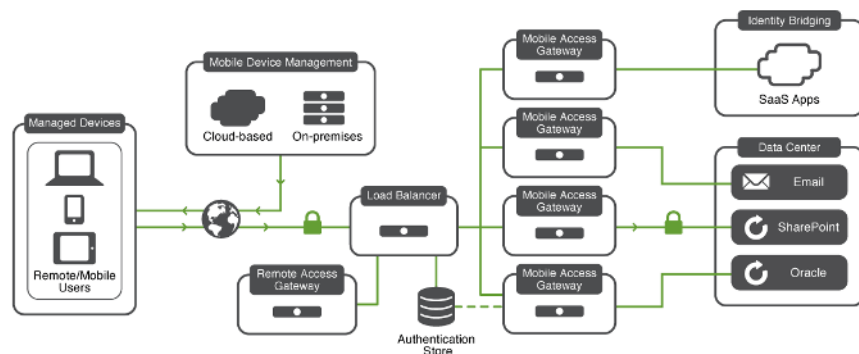 Mobile Device Management
Cloud-based
On-premises
Managed Devices
Remote/Mobile
Users
Load Balancer
Remote Access
Gateway
Authentication
Store
Mobile Access
Gateway
Mobile Access
Gateway
Mobile Access
Gateway
Mobile Access
Gateway
Identity Bridging
SaaS Apps
Data Center
Email
SharePoint
Oracle